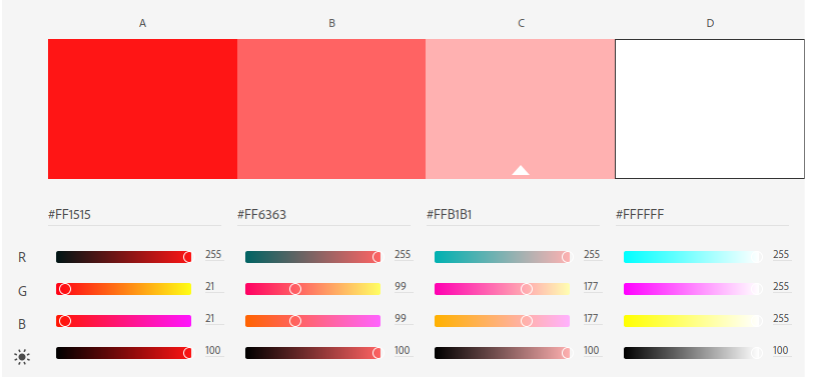 A B C D
#FF1515 #FF6363 #FFB1B1 #FFFFFF
R 255 255 255 255
G 21 99 177 255
B 21 99 177 255
100 100 100 100